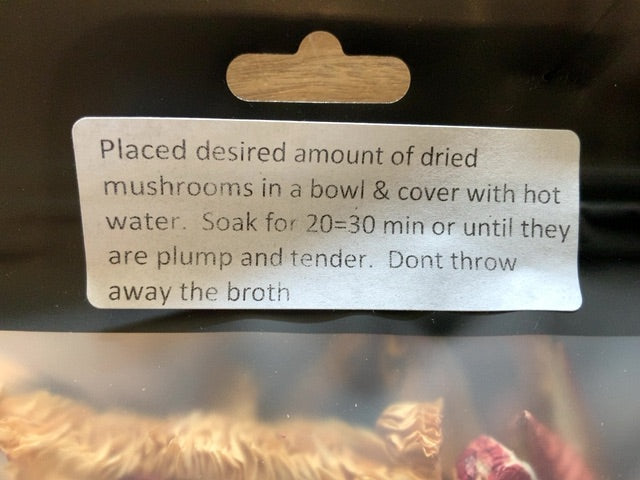 Placed desired amount of dried
mushrooms in a bowl & cover with hot
water. Soak for 20=30 min or until they
are plump and tender. Dont throw
away the broth